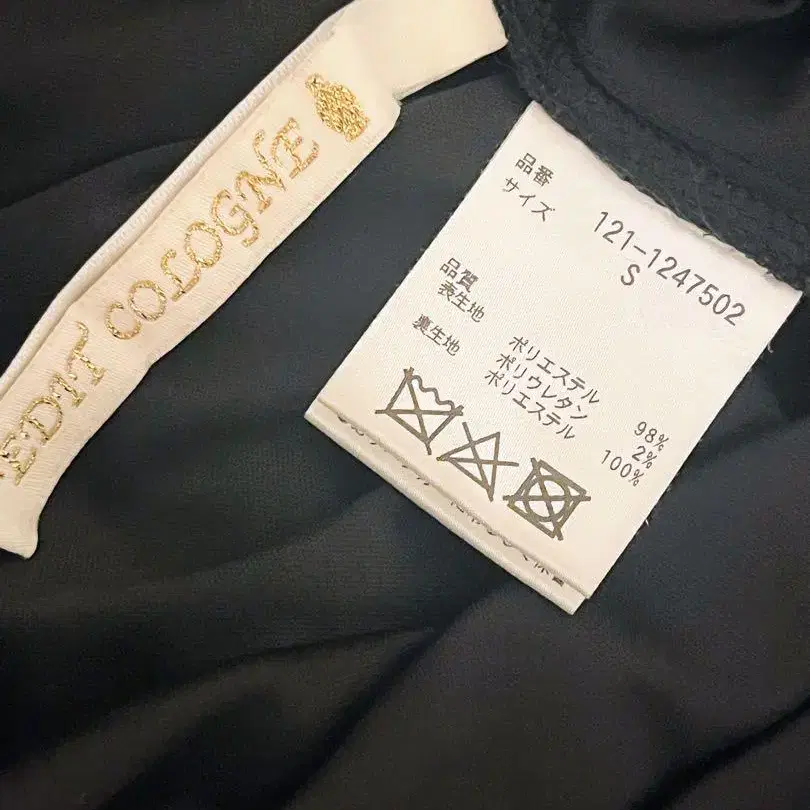 EDIT COLOGNE
品番 121-1247502
サイズ S
品質
表生地 ポリエステル 98%
ポリウレタン 2%
裏生地 ポリエステル 100%